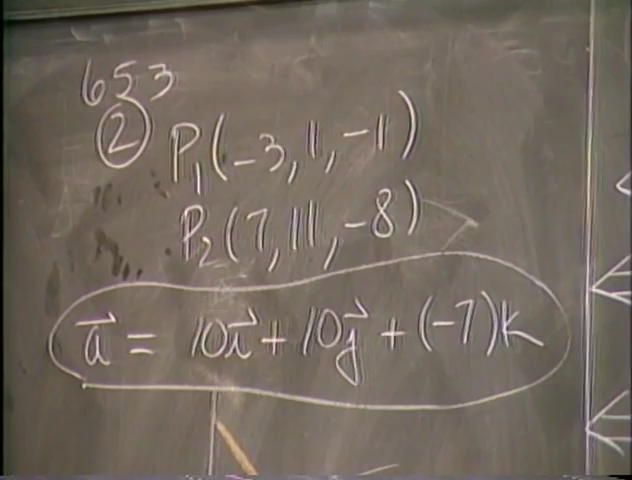 653
② P₁(-3, 1, -1)
P₂(7, 11, -8)
a⃗ = 10i⃗ + 10j⃗ + (-7)k